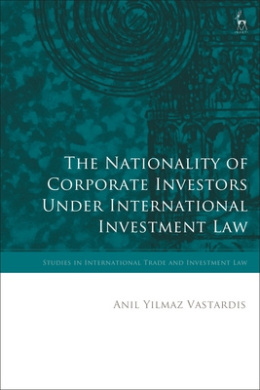 THE NATIONALITY OF
CORPORATE INVESTORS
UNDER INTERNATIONAL
INVESTMENT LAW
STUDIES IN INTERNATIONAL TRADE AND INVESTMENT LAW
ANIL YILMAZ VASTARDIS